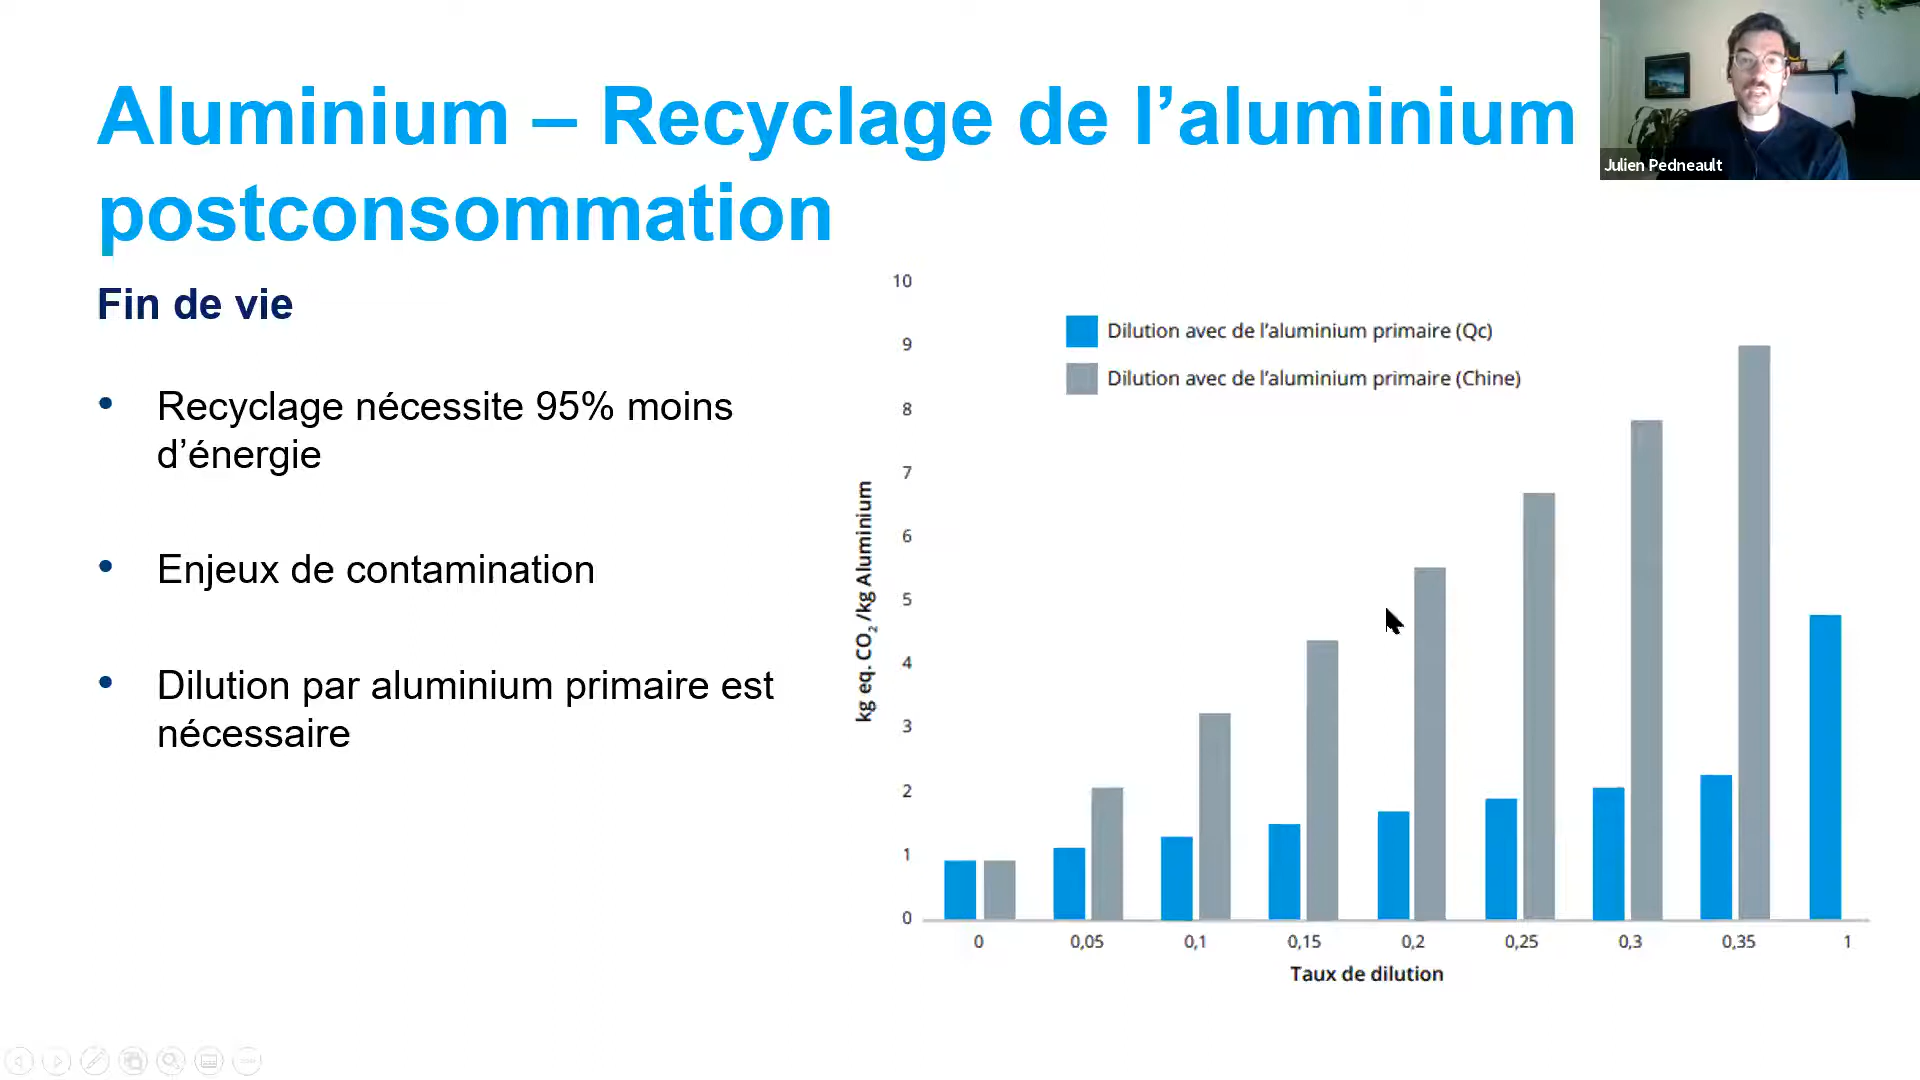 Aluminium – Recyclage de l’aluminium
postconsommation
Julien Pedneault
Fin de vie
• Recyclage nécessite 95% moins
d’énergie
• Enjeux de contamination
• Dilution par aluminium primaire est
nécessaire
Dilution avec de l’aluminium primaire (Qc)
Dilution avec de l’aluminium primaire (Chine)
kg eq. CO₂ /kg Aluminium
10
9
8
7
6
5
4
3
2
1
0
0 0,05 0,1 0,15 0,2 0,25 0,3 0,35 1
Taux de dilution